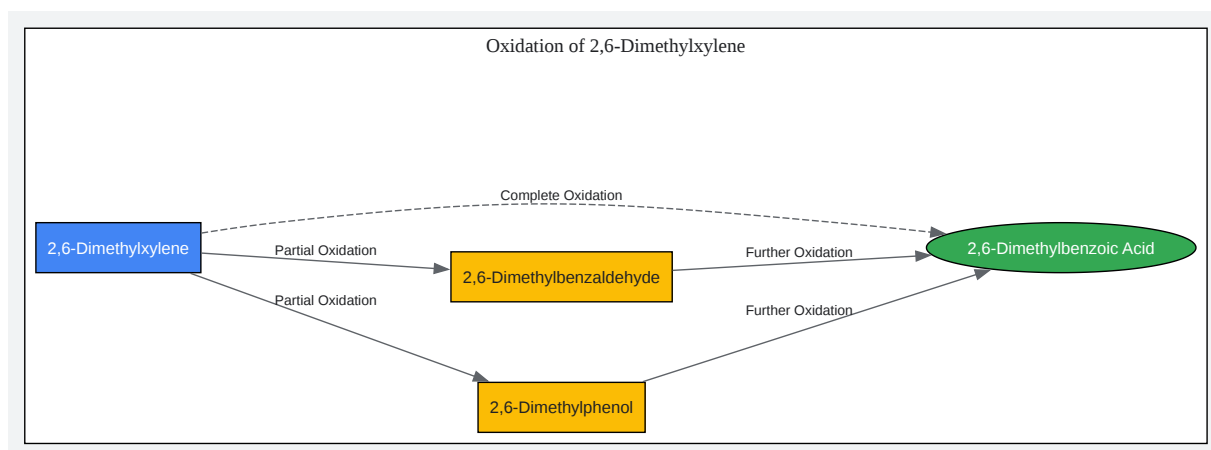 Oxidation of 2,6-Dimethylxylene
Complete Oxidation
2,6-Dimethylxylene
Partial Oxidation
Further Oxidation
2,6-Dimethylbenzoic Acid
2,6-Dimethylbenzaldehyde
Partial Oxidation
Further Oxidation
2,6-Dimethylphenol